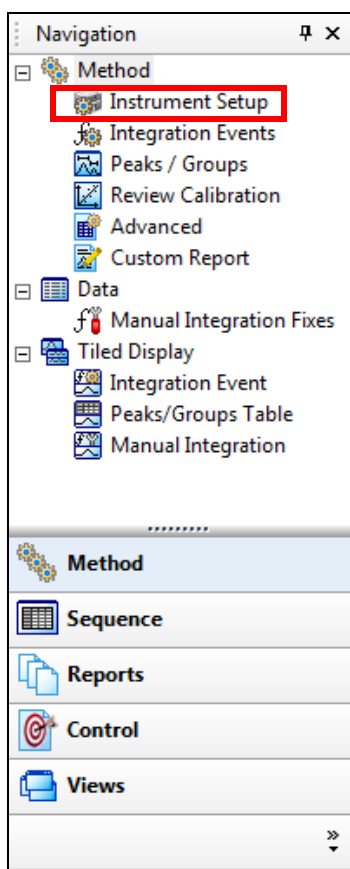 Navigation
Method
Instrument Setup
Integration Events
Peaks / Groups
Review Calibration
Advanced
Custom Report
Data
Manual Integration Fixes
Tiled Display
Integration Event
Peaks/Groups Table
Manual Integration
Method
Sequence
Reports
Control
Views